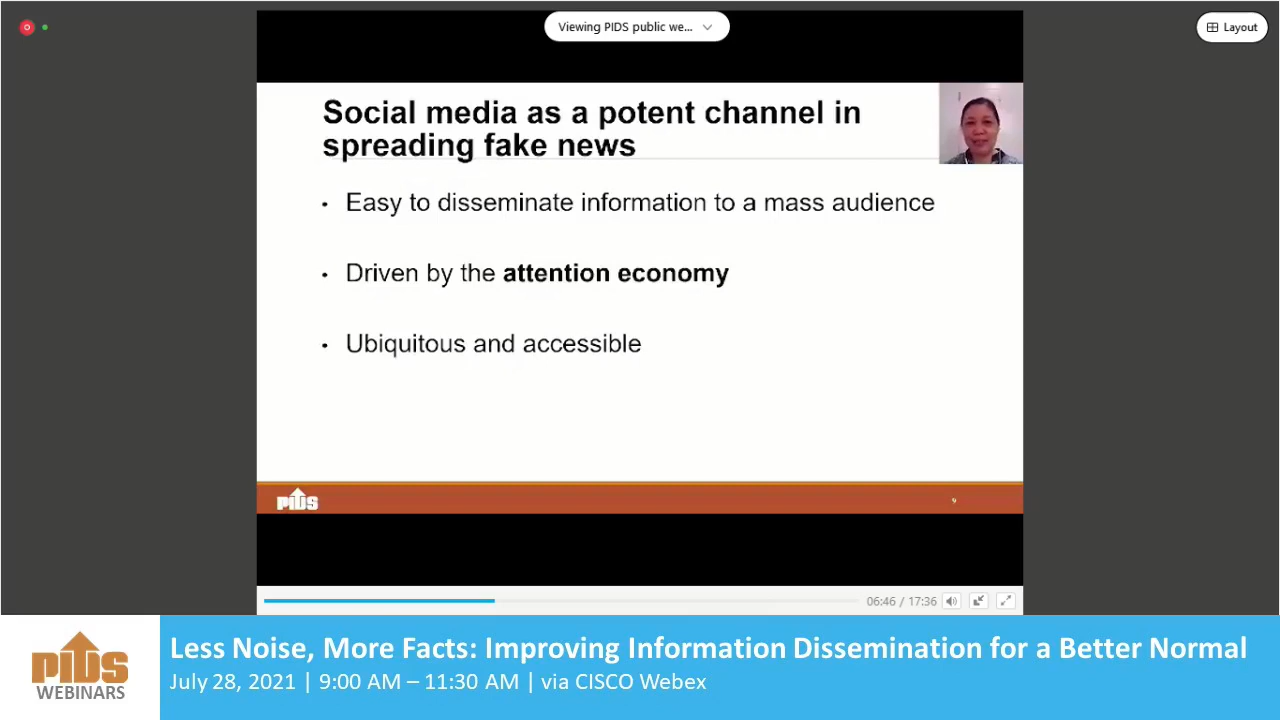 Viewing PIDS public we...
Layout
Social media as a potent channel in
spreading fake news
• Easy to disseminate information to a mass audience
• Driven by the attention economy
• Ubiquitous and accessible
PIDS
9
06:46 / 17:36
PIDS
WEBINARS
Less Noise, More Facts: Improving Information Dissemination for a Better Normal
July 28, 2021 | 9:00 AM – 11:30 AM | via CISCO Webex